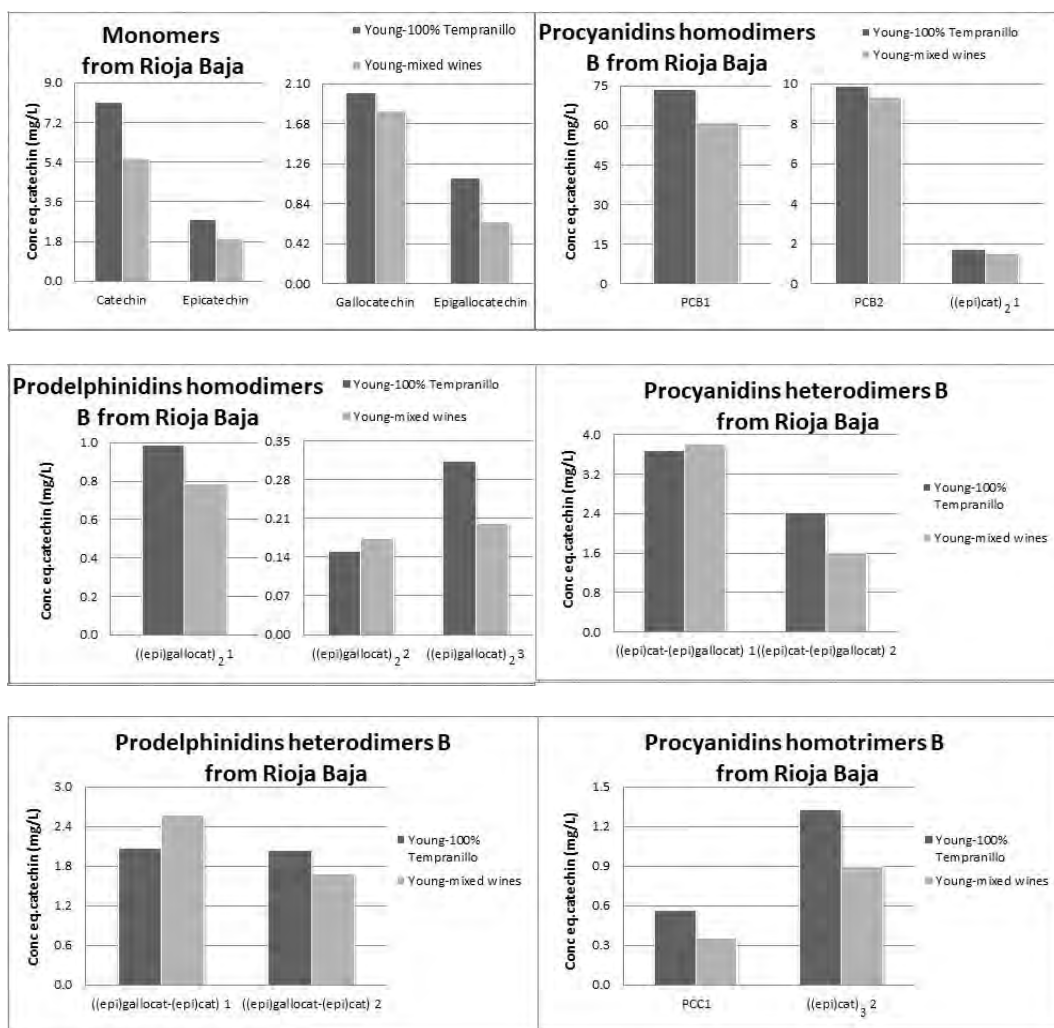 Monomers
from Rioja Baja
Young-100% Tempranillo
Young-mixed wines
Conc eq.catechin (mg/L)
9.0
7.2
5.4
3.6
1.8
0.0
Catechin
Epicatechin
2.10
1.68
1.26
0.84
0.42
0.00
Gallocatechin
Epigallocatechin
Procyanidins homodimers
B from Rioja Baja
Young-100% Tempranillo
Young-mixed wines
Conc eq.catechin (mg/L)
75
60
45
30
15
0
PCB1
10
8
6
4
2
0
PCB2
((epi)cat) 2 1
Prodelphinidins homodimers
B from Rioja Baja
Young-100% Tempranillo
Young-mixed wines
Conc eq.catechin (mg/L)
1.0
0.8
0.6
0.4
0.2
0.0
((epi)gallocat) 2 1
0.35
0.28
0.21
0.14
0.07
0.00
((epi)gallocat) 2 2
((epi)gallocat) 2 3
Procyanidins heterodimers B
from Rioja Baja
Conc eq.catechin (mg/L)
4.0
3.2
2.4
1.6
0.8
0.0
((epi)cat-(epi)gallocat) 1
((epi)cat-(epi)gallocat) 2
Young-100%
Tempranillo
Young-mixed wines
Prodelphinidins heterodimers B
from Rioja Baja
Conc eq.catechin (mg/L)
3.0
2.4
1.8
1.2
0.6
0.0
((epi)gallocat-(epi)cat) 1
((epi)gallocat-(epi)cat) 2
Young-100%
Tempranillo
Young-mixed wines
Procyanidins homotrimers B
from Rioja Baja
Conc eq.catechin (mg/L)
1.5
1.2
0.9
0.6
0.3
0.0
PCC1
((epi)cat) 3 2
Young-100%
Tempranillo
Young-mixed wines